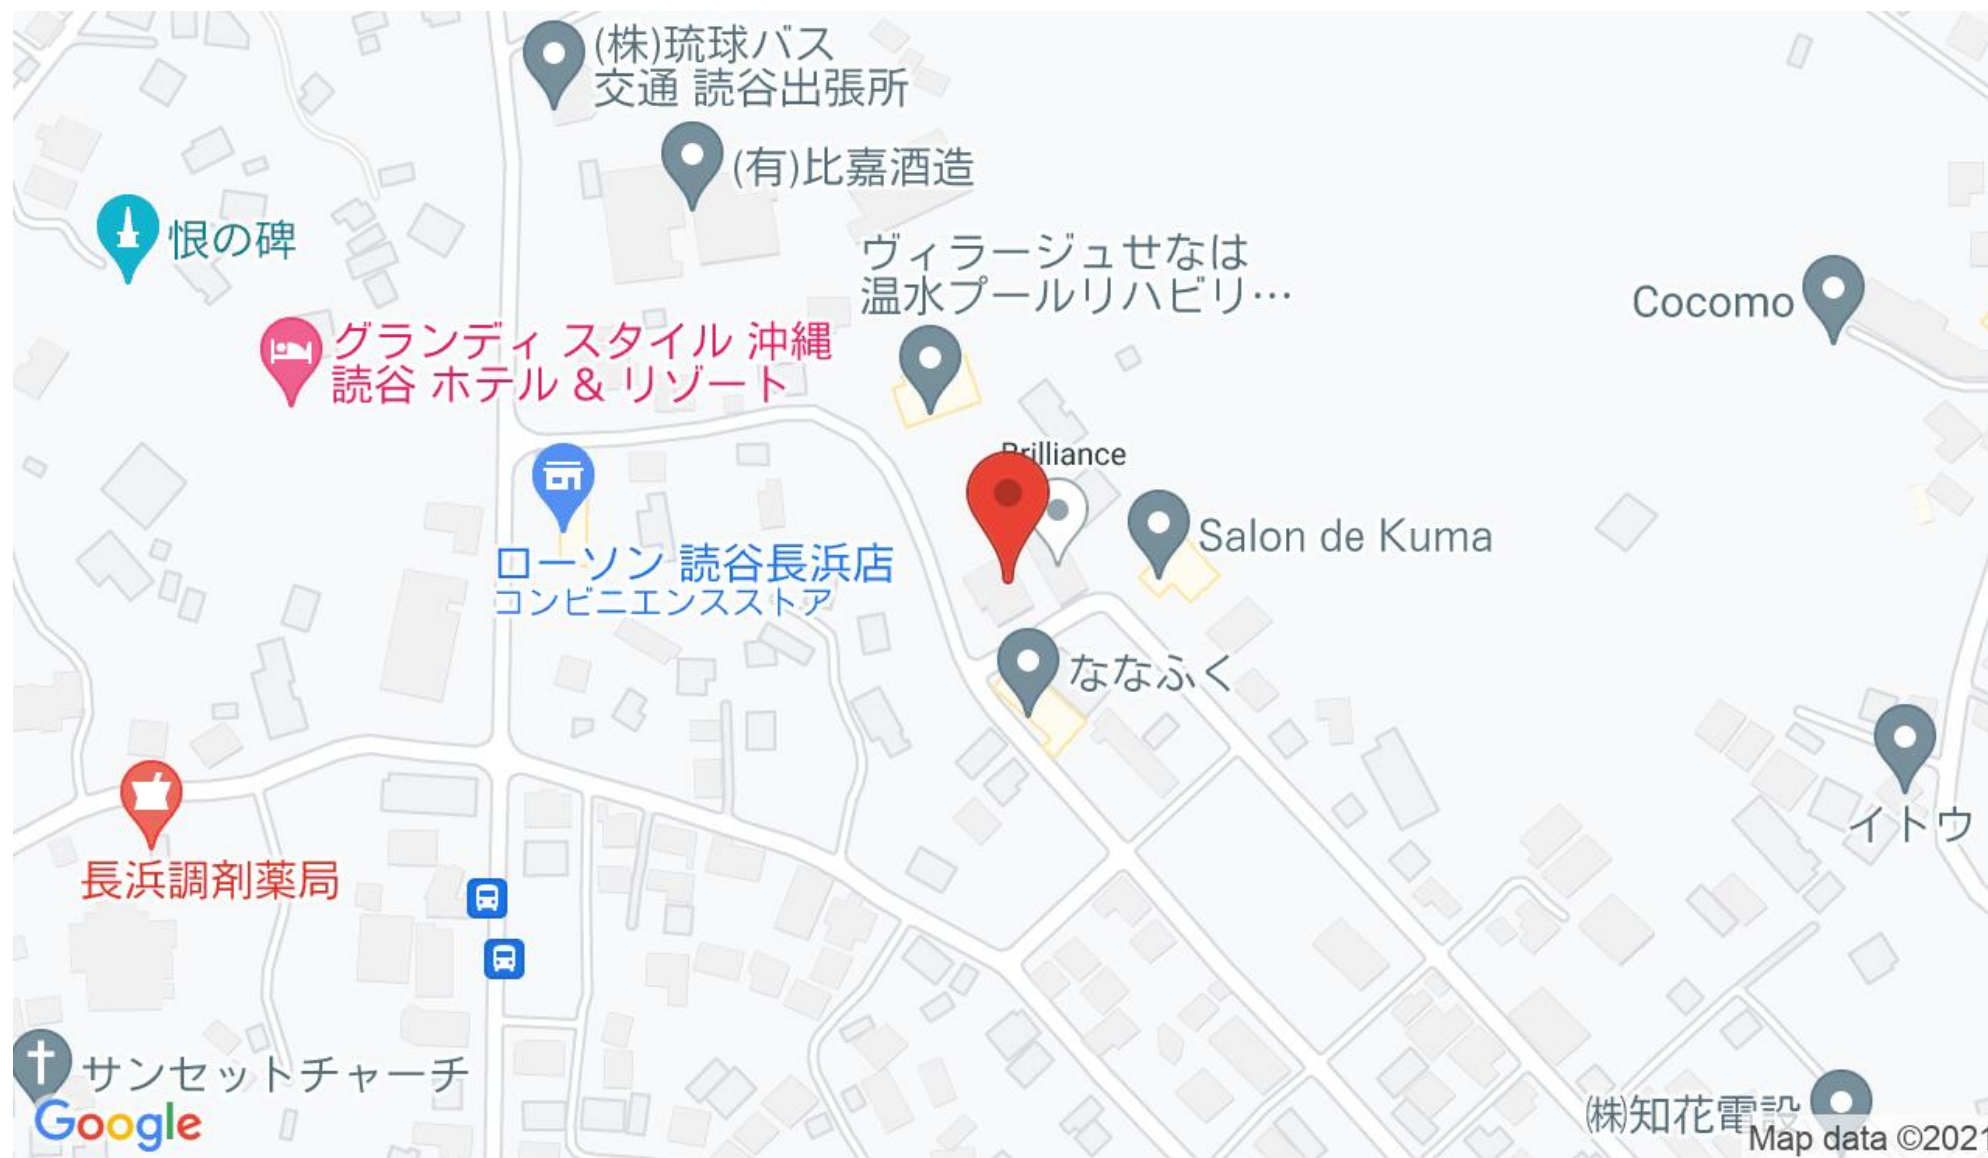 (株)琉球バス
交通 読谷出張所
(有)比嘉酒造
恨の碑
ヴィラージュせなは
温水プールリハビリ…
Cocomo
グランディ スタイル 沖縄
読谷 ホテル & リゾート
Brilliance
Salon de Kuma
ローソン 読谷長浜店
コンビニエンスストア
ななふく
イトウ
長浜調剤薬局
サンセットチャーチ
㈱知花電設
Google
Map data ©2021